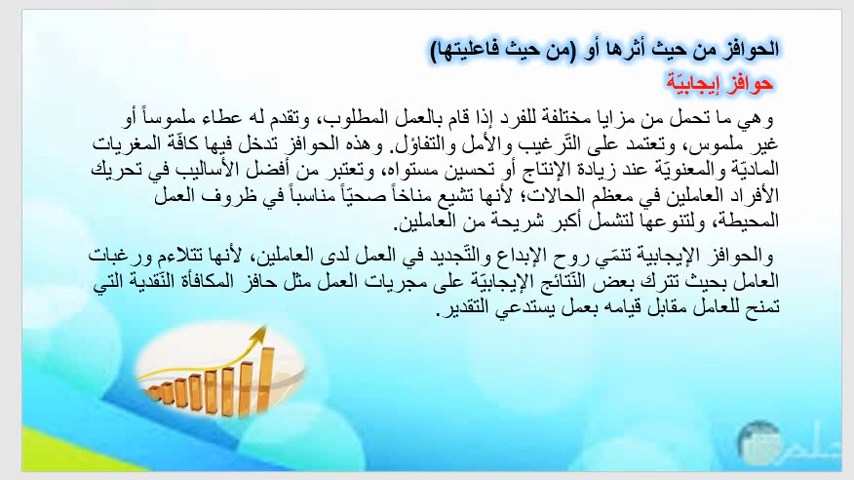 الحوافز من حيث أثرها أو (من حيث فاعليتها)
حوافز إيجابيّة
وهي ما تحمل من مزايا مختلفة للفرد إذا قام بالعمل المطلوب، وتقدم له عطاء ملموساً أو
غير ملموس، وتعتمد على التّرغيب والأمل والتفاؤل. وهذه الحوافز تدخل فيها كافّة المغريات
الماديّة والمعنويّة عند زيادة الإنتاج أو تحسين مستواه، وتعتبر من أفضل الأساليب في تحريك
الأفراد العاملين في معظم الحالات؛ لأنها تشيع مناخاً صحيّاً مناسباً في ظروف العمل
المحيطة، ولتنوعها لتشمل أكبر شريحة من العاملين.
والحوافز الإيجابية تنمّي روح الإبداع والتّجديد في العمل لدى العاملين، لأنها تتلاءم ورغبات
العامل بحيث تترك بعض النّتائج الإيجابيّة على مجريات العمل مثل حافز المكافأة النّقدية التي
تمنح للعامل مقابل قيامه بعمل يستدعي التقدير.
حلم